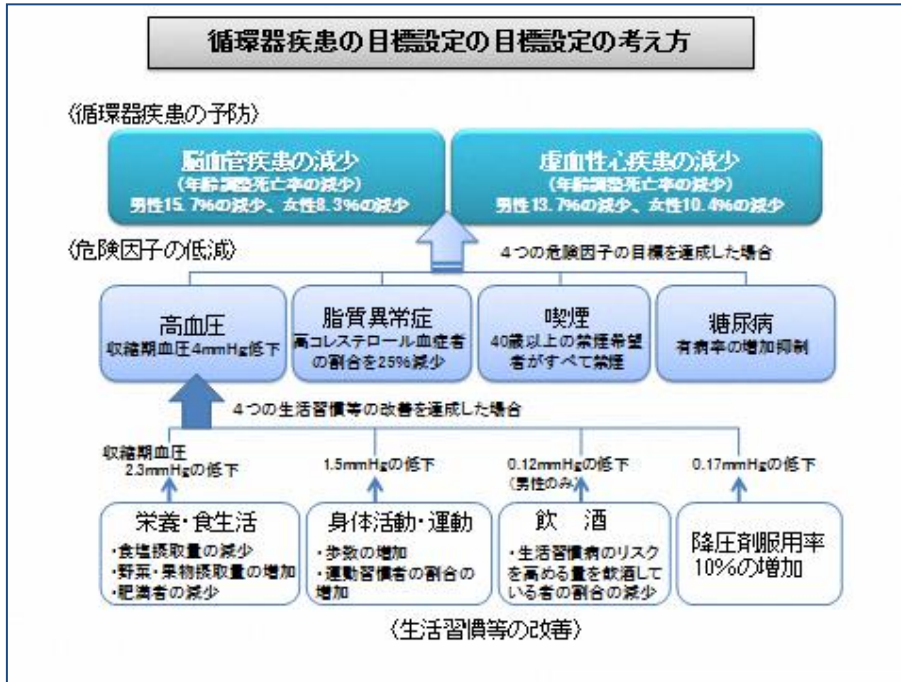 循環器疾患の目標設定の目標設定の考え方
〈循環器疾患の予防〉
脳血管疾患の減少
(年齢調整死亡率の減少)
男性15.7%の減少、女性8.3%の減少
虚血性心疾患の減少
(年齢調整死亡率の減少)
男性13.7%の減少、女性10.4%の減少
〈危険因子の低減〉
4つの危険因子の目標を達成した場合
高血圧
収縮期血圧4mmHg低下
脂質異常症
高コレステロール血症者
の割合を25%減少
喫煙
40歳以上の禁煙希望
者がすべて禁煙
糖尿病
有病率の増加抑制
4つの生活習慣等の改善を達成した場合
収縮期血圧
2.3mmHgの低下
1.5mmHgの低下
0.12mmHgの低下
(男性のみ)
0.17mmHgの低下
栄養・食生活
・食塩摂取量の減少
・野菜・果物摂取量の増加
・肥満者の減少
身体活動・運動
・歩数の増加
・運動習慣者の割合の
増加
飲 酒
・生活習慣病のリスク
を高める量を飲酒して
いる者の割合の減少
降圧剤服用率
10%の増加
〈生活習慣等の改善〉